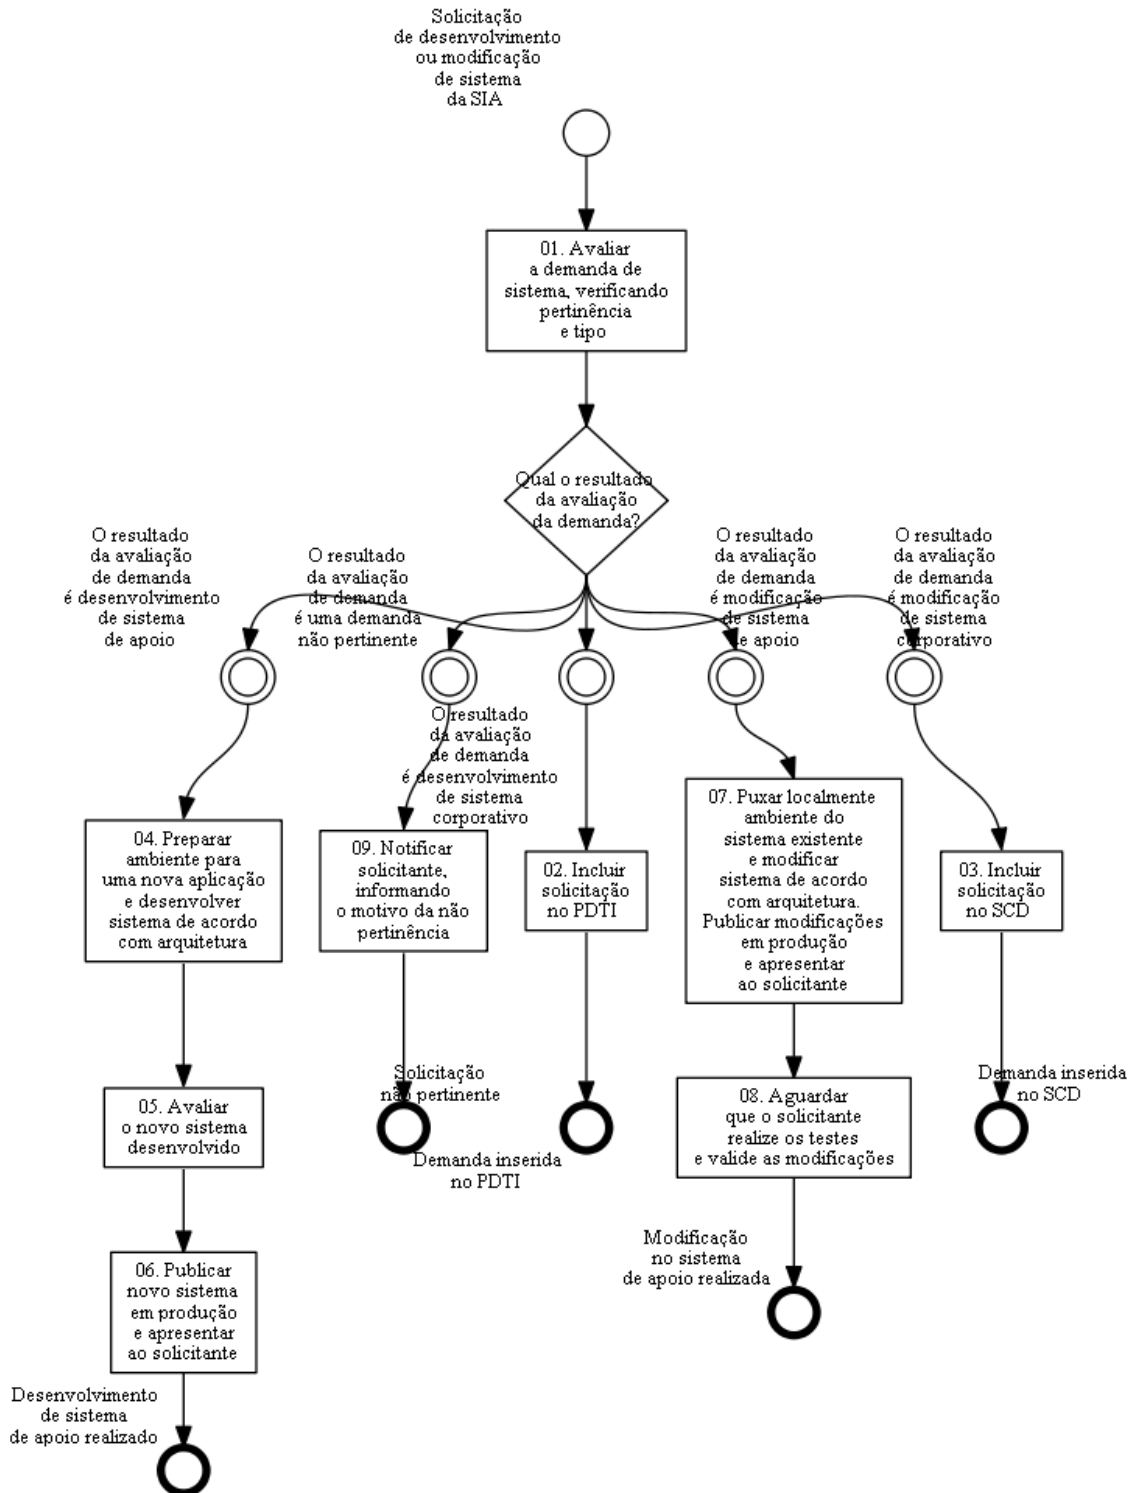 Solicitação
de desenvolvimento
ou modificação
de sistema
da SIA
01. Avaliar
a demanda de
sistema, verificando
pertinência
e tipo
Qual o resultado
da avaliação
da demanda?
O resultado
da avaliação
de demanda
é desenvolvimento
de sistema
de apoio
O resultado
da avaliação
de demanda
é uma demanda
não pertinente
O resultado
da avaliação
de demanda
é modificação
de sistema
de apoio
O resultado
da avaliação
de demanda
é modificação
de sistema
corporativo
O resultado
da avaliação
de demanda
é desenvolvimento
de sistema
corporativo
04. Preparar
ambiente para
uma nova aplicação
e desenvolver
sistema de acordo
com arquitetura
09. Notificar
solicitante,
informando
o motivo da não
pertinência
02. Incluir
solicitação
no PDTI
07. Puxar localmente
ambiente do
sistema existente
e modificar
sistema de acordo
com arquitetura.
Publicar modificações
em produção
e apresentar
ao solicitante
03. Incluir
solicitação
no SCD
Solicitação
não pertinente
Demanda inserida
no PDTI
Demanda inserida
no SCD
05. Avaliar
o novo sistema
desenvolvido
08. Aguardar
que o solicitante
realize os testes
e valide as modificações
06. Publicar
novo sistema
em produção
e apresentar
ao solicitante
Modificação
no sistema
de apoio realizada
Desenvolvimento
de sistema
de apoio realizado